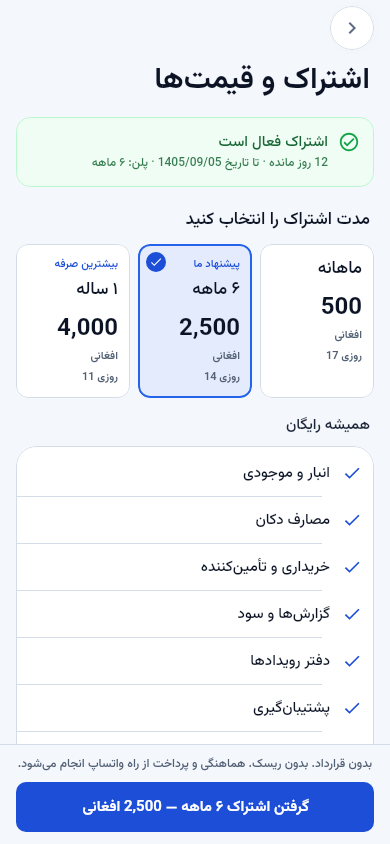 اشتراک و قیمت‌ها
اشتراک فعال است
12 روز مانده · تا تاریخ 1405/09/05 · پلن: ۶ ماهه
مدت اشتراک را انتخاب کنید
ماهانه
500
افغانی
روزی 17
پیشنهاد ما
۶ ماهه
2,500
افغانی
روزی 14
بیشترین صرفه
۱ ساله
4,000
افغانی
روزی 11
همیشه رایگان
انبار و موجودی
مصارف دکان
خریداری و تأمین‌کننده
گزارش‌ها و سود
دفتر رویدادها
پشتیبان‌گیری
بدون قرارداد. بدون ریسک. هماهنگی و پرداخت از راه واتساپ انجام می‌شود.
گرفتن اشتراک ۶ ماهه — 2,500 افغانی